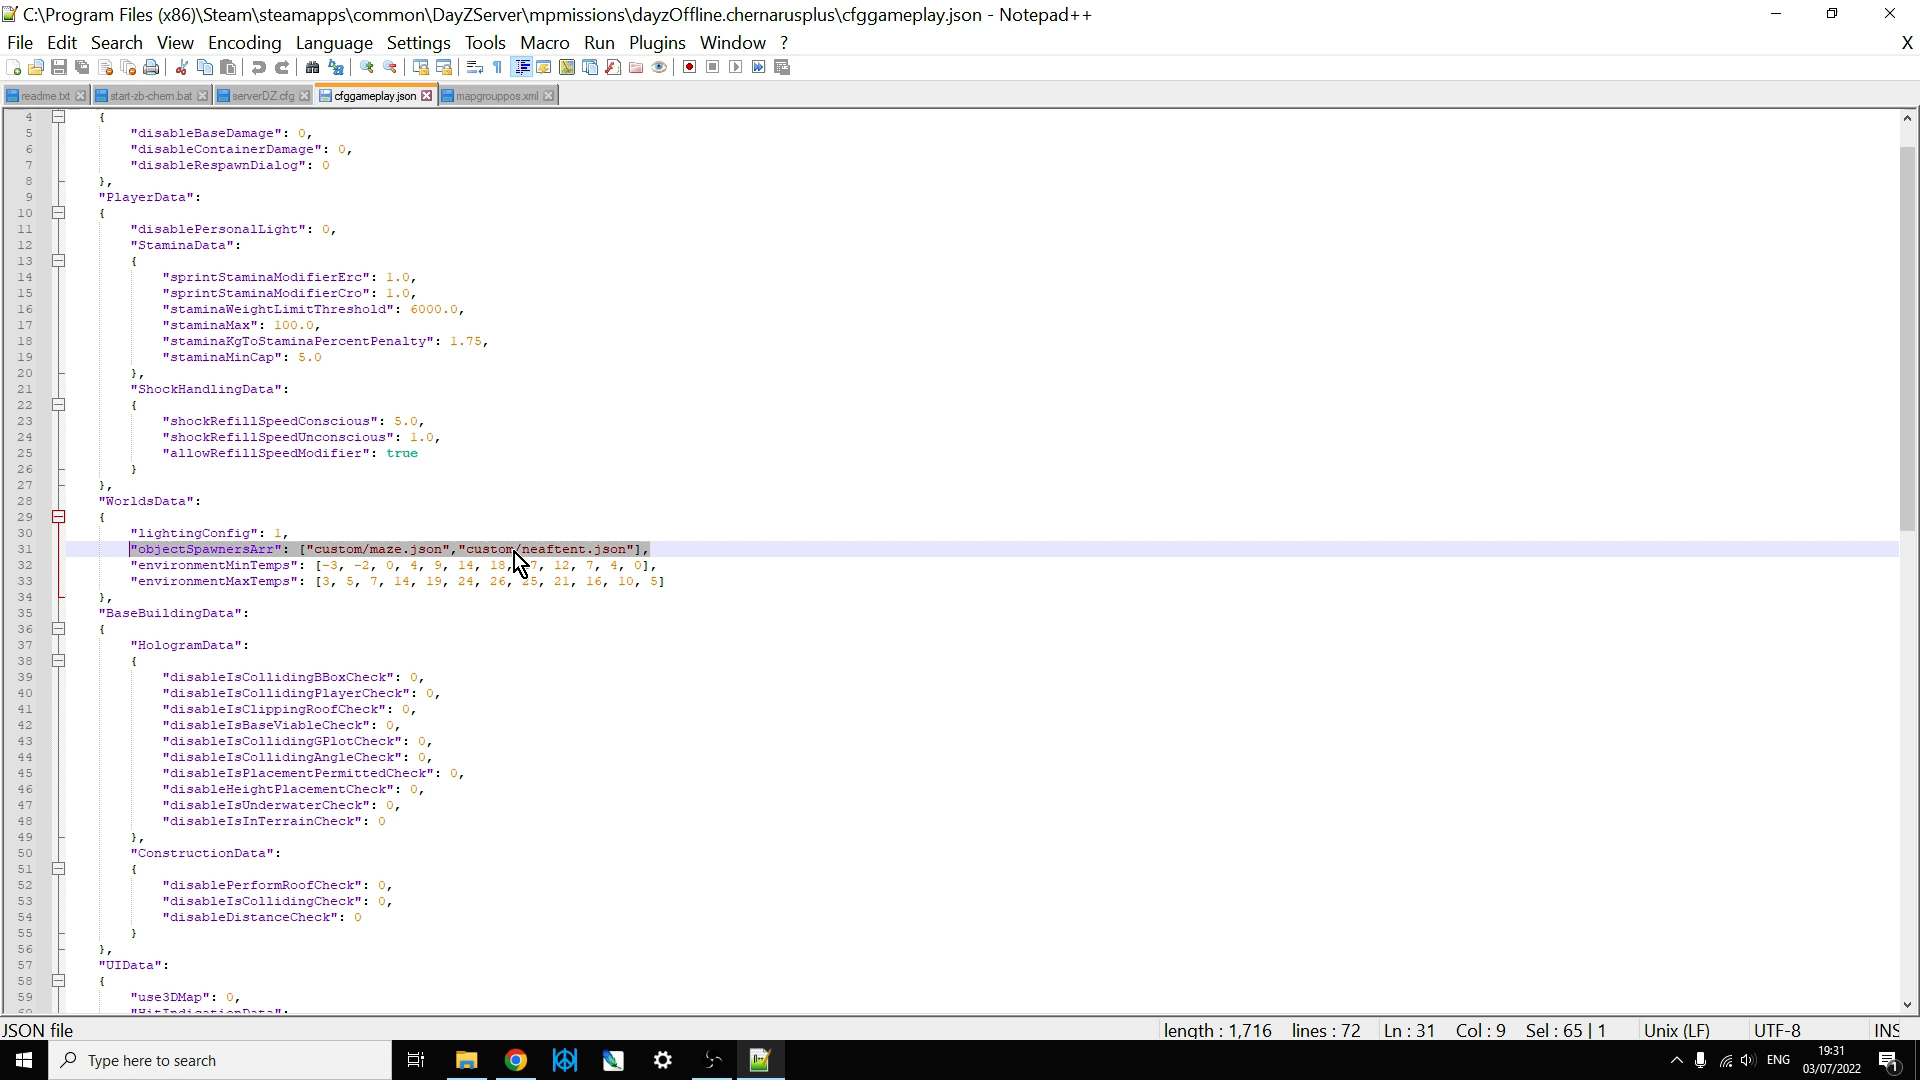 C:\Program Files (x86)\Steam\steamapps\common\DayZServer\mpmissions\dayzOffline.chernarusplus\cfggameplay.json - Notepad++
File Edit Search View Encoding Language Settings Tools Macro Run Plugins Window ? X
readme.txt start-zb-chern.bat serverDZ.cfg cfggameplay.json mapgrouppos.xml
4 {
5 "disableBaseDamage": 0,
6 "disableContainerDamage": 0,
7 "disableRespawnDialog": 0
8 },
9 "PlayerData":
10 {
11 "disablePersonalLight": 0,
12 "StaminaData":
13 {
14 "sprintStaminaModifierErc": 1.0,
15 "sprintStaminaModifierCro": 1.0,
16 "staminaWeightLimitThreshold": 6000.0,
17 "staminaMax": 100.0,
18 "staminaKgToStaminaPercentPenalty": 1.75,
19 "staminaMinCap": 5.0
20 },
21 "ShockHandlingData":
22 {
23 "shockRefillSpeedConscious": 5.0,
24 "shockRefillSpeedUnconscious": 1.0,
25 "allowRefillSpeedModifier": true
26 }
27 },
28 "WorldsData":
29 {
30 "lightingConfig": 1,
31 "objectSpawnersArr": ["custom/maze.json","custom/neaftent.json"],
32 "environmentMinTemps": [-3, -2, 0, 4, 9, 14, 18, 7, 12, 7, 4, 0],
33 "environmentMaxTemps": [3, 5, 7, 14, 19, 24, 26, 25, 21, 16, 10, 5]
34 },
35 "BaseBuildingData":
36 {
37 "HologramData":
38 {
39 "disableIsCollidingBBoxCheck": 0,
40 "disableIsCollidingPlayerCheck": 0,
41 "disableIsClippingRoofCheck": 0,
42 "disableIsBaseViableCheck": 0,
43 "disableIsCollidingGPlotCheck": 0,
44 "disableIsCollidingAngleCheck": 0,
45 "disableIsPlacementPermittedCheck": 0,
46 "disableHeightPlacementCheck": 0,
47 "disableIsUnderwaterCheck": 0,
48 "disableIsInTerrainCheck": 0
49 },
50 "ConstructionData":
51 {
52 "disablePerformRoofCheck": 0,
53 "disableIsCollidingCheck": 0,
54 "disableDistanceCheck": 0
55 }
56 },
57 "UIData":
58 {
59 "use3DMap": 0,
60 "HitIndicationData":
JSON file length : 1,716 lines : 72 Ln : 31 Col : 9 Sel : 65 | 1 Unix (LF) UTF-8 INS
Type here to search ENG 19:31
03/07/2022 1